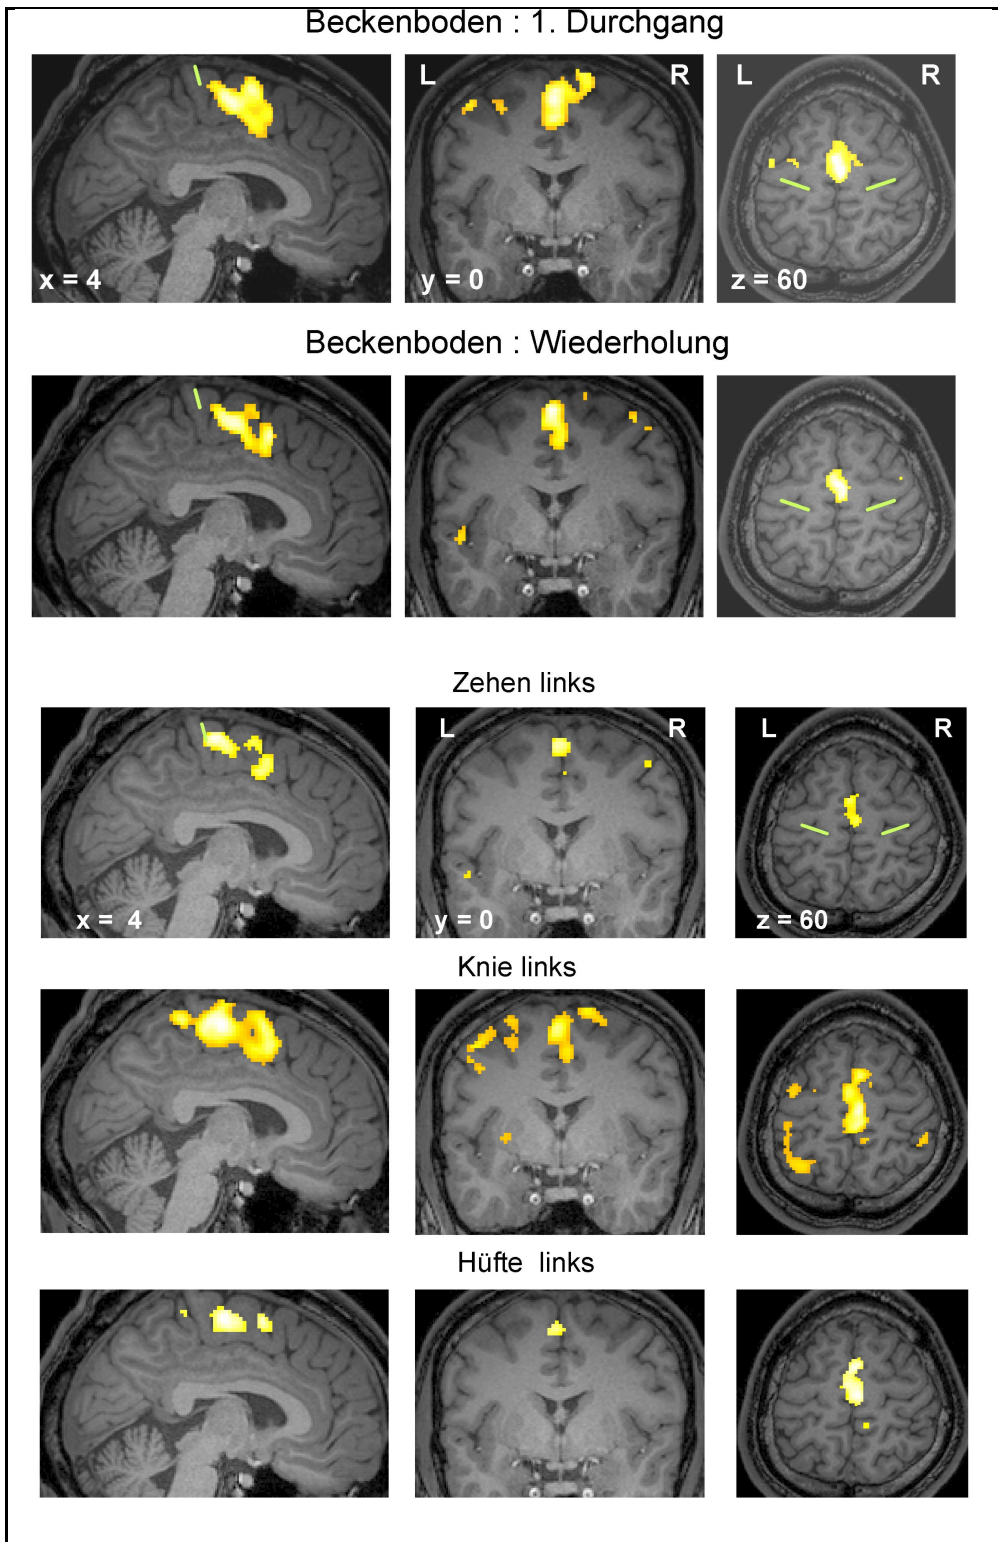 Beckenboden : 1. Durchgang
L R L R
x = 4 y = 0 z = 60
Beckenboden : Wiederholung
Zehen links
L R L R
x = 4 y = 0 z = 60
Knie links
Hüfte links